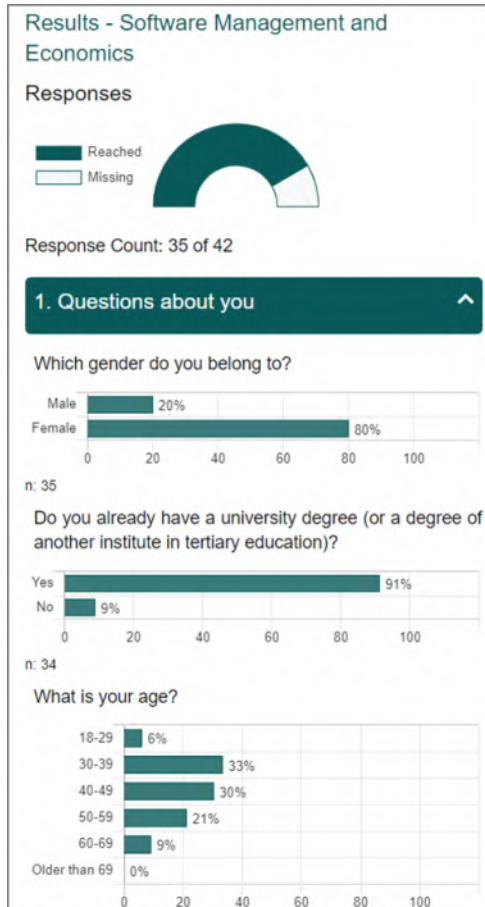 Results - Software Management and
Economics
Responses
Reached
Missing
Response Count: 35 of 42
1. Questions about you
Which gender do you belong to?
Male 20%
Female 80%
0 20 40 60 80 100
n: 35
Do you already have a university degree (or a degree of
another institute in tertiary education)?
Yes 91%
No 9%
0 20 40 60 80 100
n: 34
What is your age?
18-29 6%
30-39 33%
40-49 30%
50-59 21%
60-69 9%
Older than 69 0%
0 20 40 60 80 100